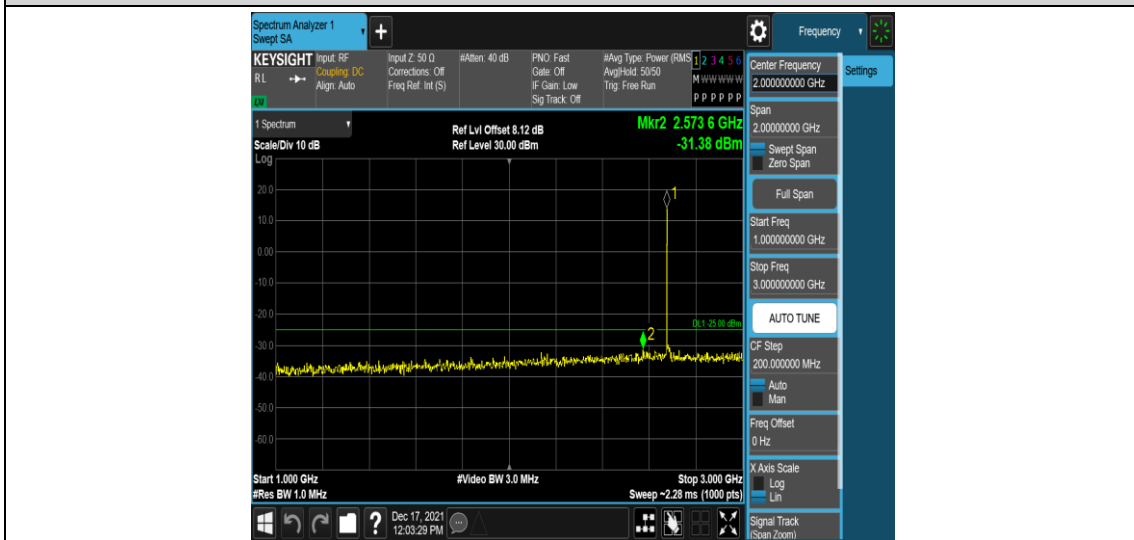 Spectrum Analyzer 1
Swept SA
+
Frequency
KEYSIGHT
RL
LXI
Input: RF
Coupling: DC
Align: Auto
Input Z: 50 Ω
Corrections: Off
Freq Ref: Int (S)
#Atten: 40 dB
PNO: Fast
Gate: Off
IF Gain: Low
Sig Track: Off
#Avg Type: Power (RMS
Avg|Hold: 50/50
Trig: Free Run
1 2 3 4 5 6
M W W W W W
P P P P P P
1 Spectrum
Scale/Div 10 dB
Ref Lvl Offset 8.12 dB
Ref Level 30.00 dBm
Mkr2 2.573 6 GHz
-31.38 dBm
Log
20.0
10.0
0.00
-10.0
-20.0
-30.0
-40.0
-50.0
-60.0
1
2
DL1 -25.00 dBm
Start 1.000 GHz
#Res BW 1.0 MHz
#Video BW 3.0 MHz
Stop 3.000 GHz
Sweep ~2.28 ms (1000 pts)
Center Frequency
2.000000000 GHz
Settings
Span
2.00000000 GHz
Swept Span
Zero Span
Full Span
Start Freq
1.000000000 GHz
Stop Freq
3.000000000 GHz
AUTO TUNE
CF Step
200.000000 MHz
Auto
Man
Freq Offset
0 Hz
X Axis Scale
Log
Lin
Signal Track
(Span Zoom)
?
Dec 17, 2021
12:03:29 PM